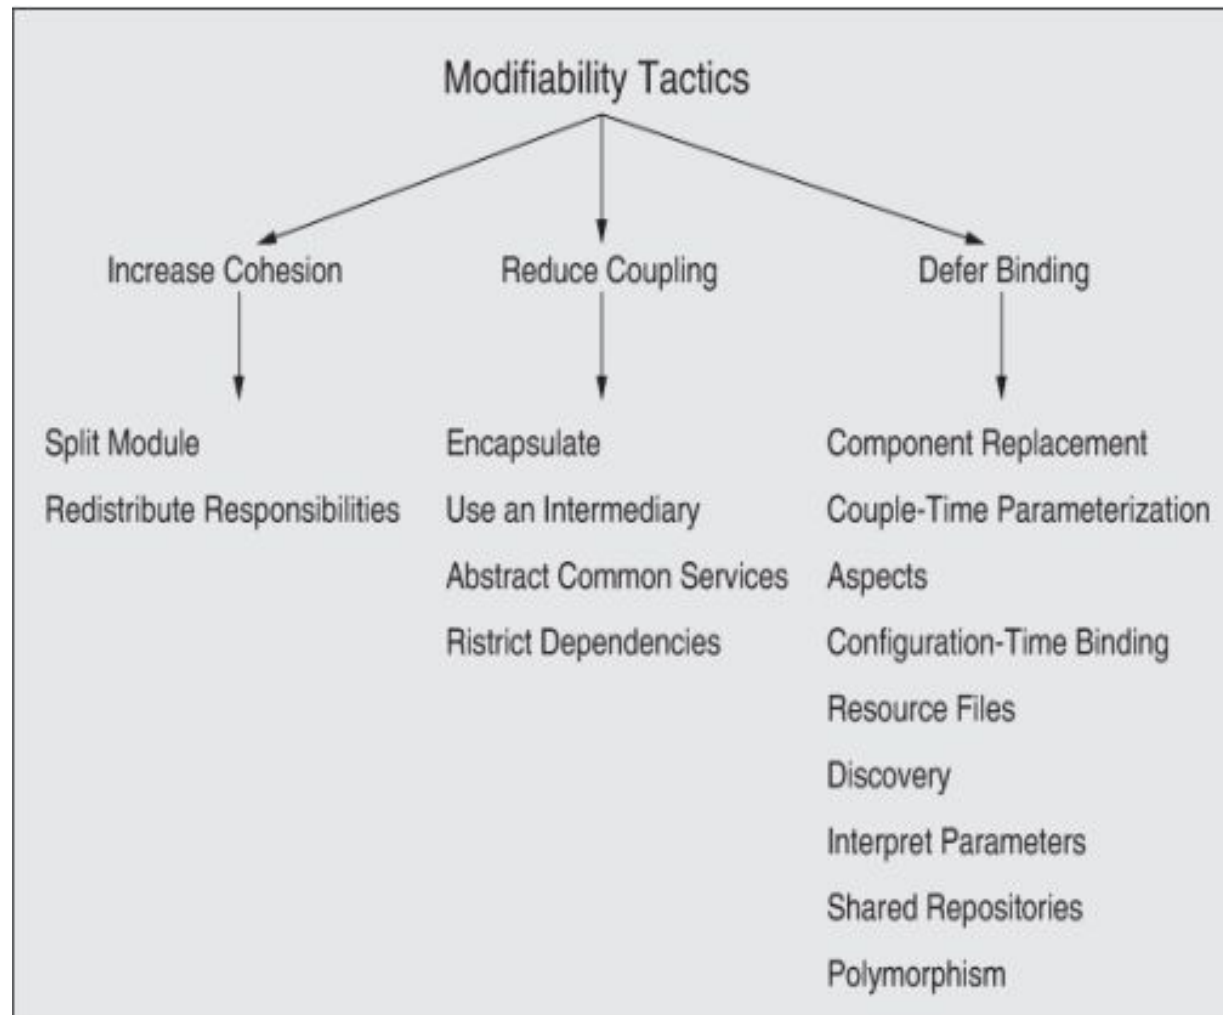 Modifiability Tactics
Increase Cohesion
Reduce Coupling
Defer Binding
Split Module
Redistribute Responsibilities
Encapsulate
Use an Intermediary
Abstract Common Services
Ristrict Dependencies
Component Replacement
Couple-Time Parameterization
Aspects
Configuration-Time Binding
Resource Files
Discovery
Interpret Parameters
Shared Repositories
Polymorphism